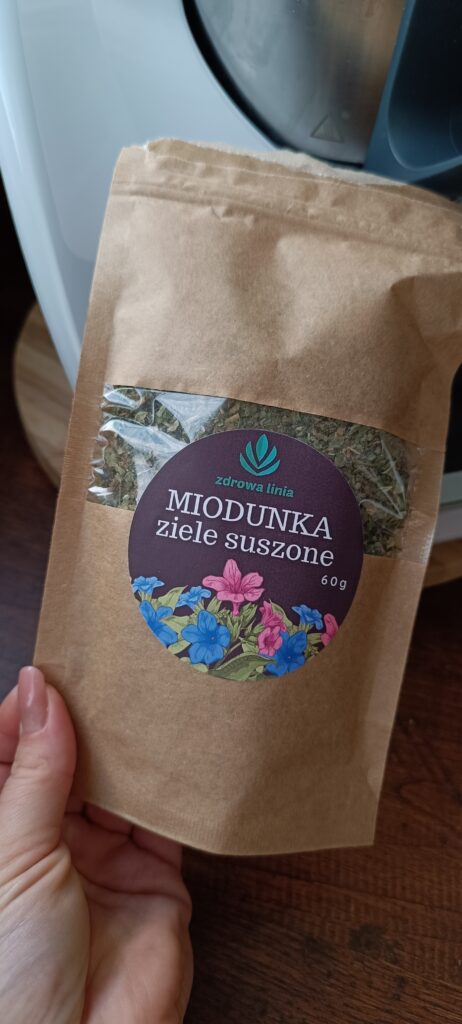 zdrowa linia
MIODUNKA
ziele suszone
60g